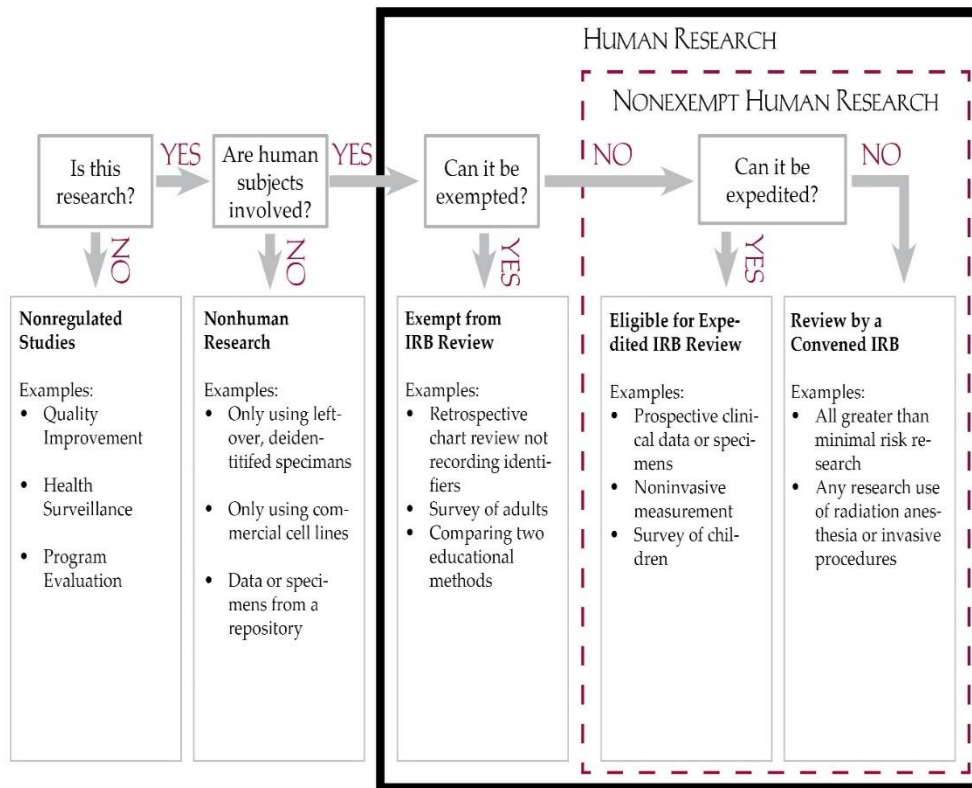 HUMAN RESEARCH
NONEXEMPT HUMAN RESEARCH
Is this
research?
YES
Are human
subjects
involved?
YES
Can it be
exempted?
NO
Can it be
expedited?
NO
NO
NO
YES
YES
Nonregulated
Studies
Examples:
• Quality
Improvement
• Health
Surveillance
• Program
Evaluation
Nonhuman
Research
Examples:
• Only using left-
over, deiden-
titifed specimans
• Only using com-
mercial cell lines
• Data or speci-
mens from a
repository
Exempt from
IRB Review
Examples:
• Retrospective
chart review not
recording identi-
fiers
• Survey of adults
• Comparing two
educational
methods
Eligible for Expe-
dited IRB Review
Examples:
• Prospective clini-
cal data or speci-
mens
• Noninvasive
measurement
• Survey of chil-
dren
Review by a
Convened IRB
Examples:
• All greater than
minimal risk re-
search
• Any research use
of radiation anes-
thesia or invasive
procedures